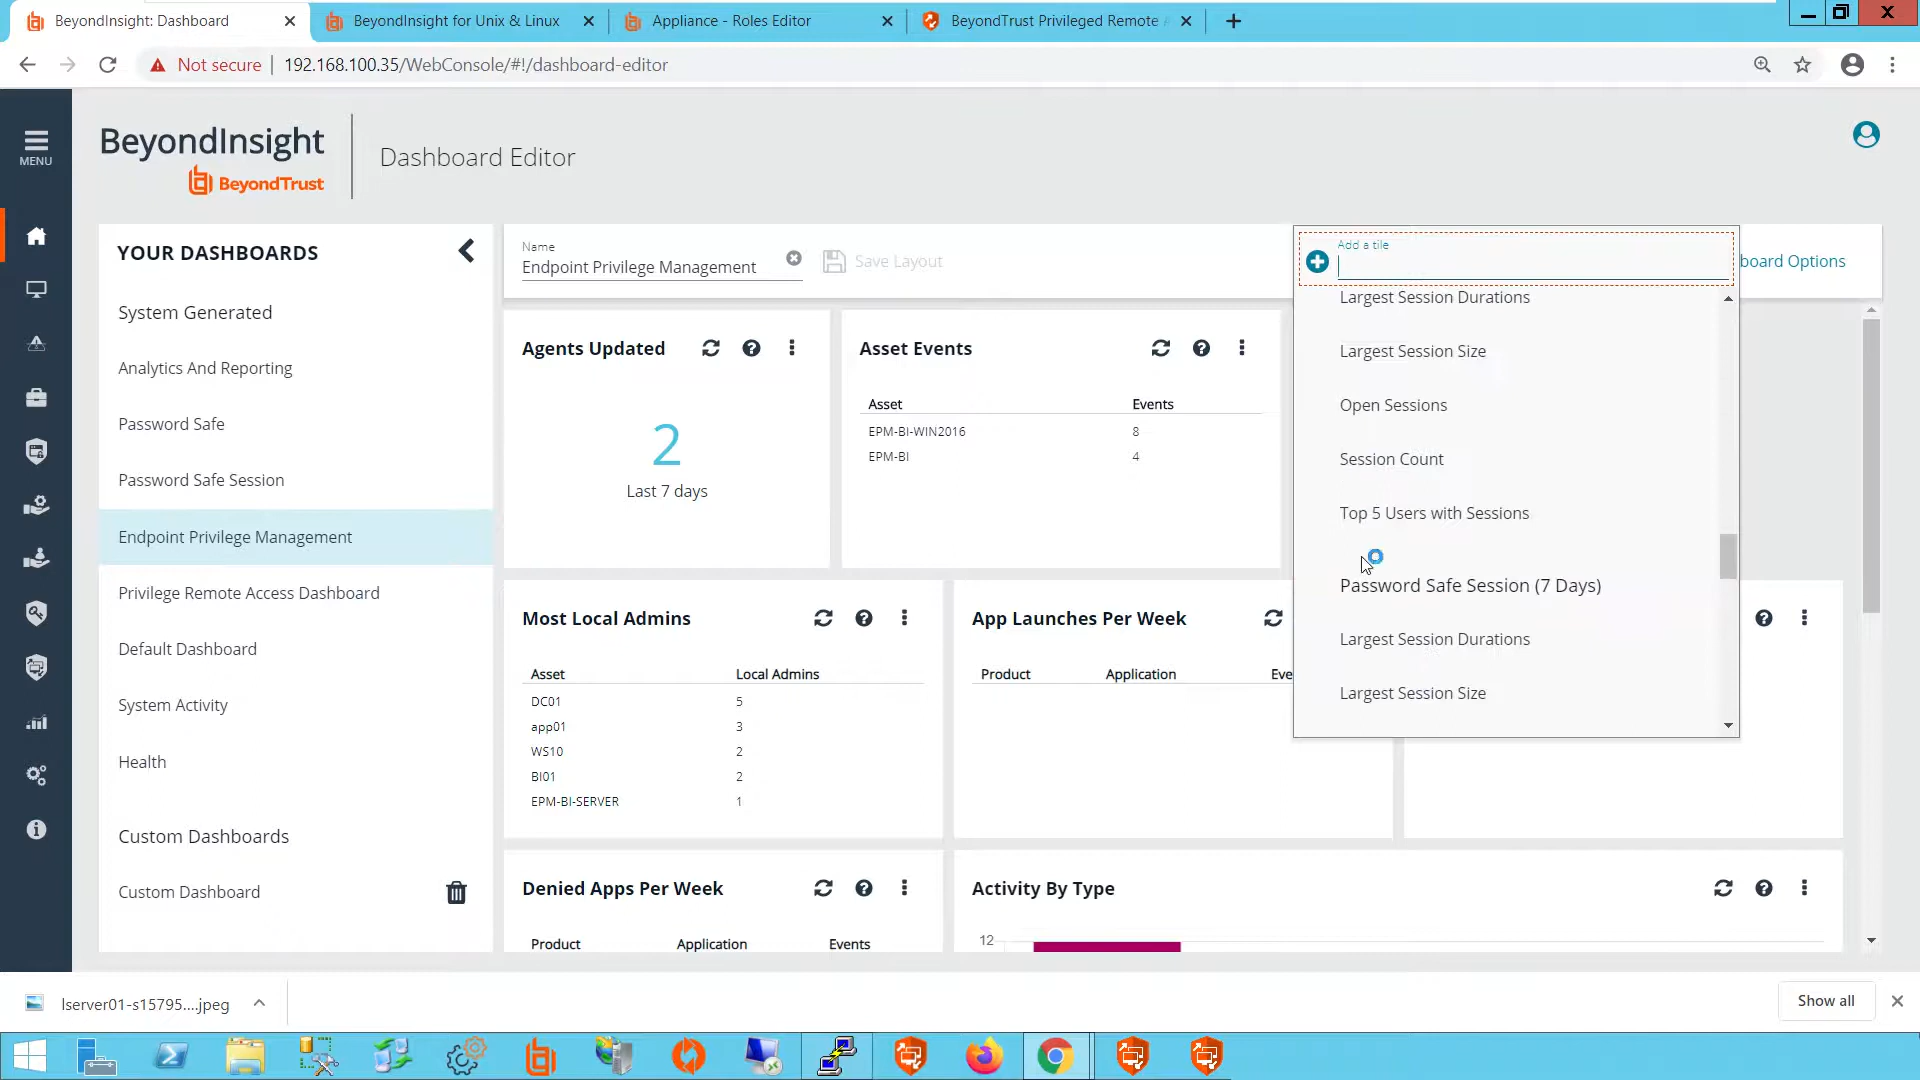 BeyondInsight: Dashboard
BeyondInsight for Unix & Linux
Appliance - Roles Editor
BeyondTrust Privileged Remote
Not secure
192.168.100.35/WebConsole/#!/dashboard-editor
MENU
BeyondInsight
BeyondTrust
Dashboard Editor
YOUR DASHBOARDS
System Generated
Analytics And Reporting
Password Safe
Password Safe Session
Endpoint Privilege Management
Privilege Remote Access Dashboard
Default Dashboard
System Activity
Health
Custom Dashboards
Custom Dashboard
Name
Endpoint Privilege Management
Save Layout
Add a tile
board Options
Largest Session Durations
Largest Session Size
Open Sessions
Session Count
Top 5 Users with Sessions
Password Safe Session (7 Days)
Largest Session Durations
Largest Session Size
Agents Updated
2
Last 7 days
Asset Events
Asset Events
EPM-BI-WIN2016 8
EPM-BI 4
Most Local Admins
Asset Local Admins
DC01 5
app01 3
WS10 2
BI01 2
EPM-BI-SERVER 1
App Launches Per Week
Product Application Eve
Denied Apps Per Week
Product Application Events
Activity By Type
12
lserver01-s15795....jpeg
Show all